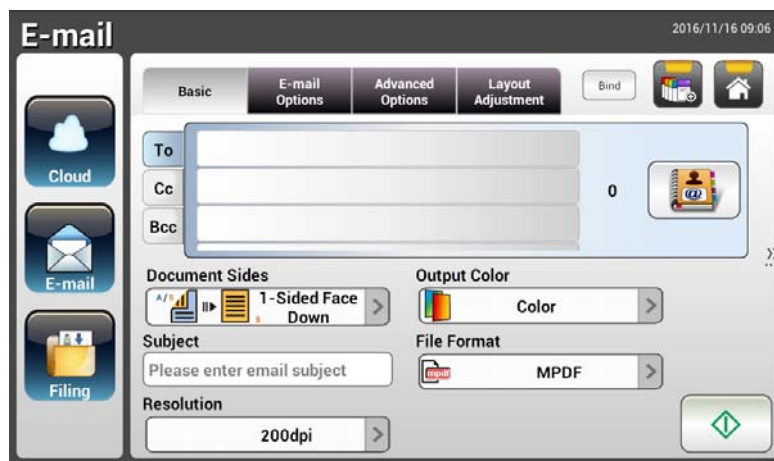 E-mail
2016/11/16 09:06
Basic
E-mail
Options
Advanced
Options
Layout
Adjustment
Bind
Cloud
E-mail
Filing
To
Cc
Bcc
0
@
Document Sides
Output Color
A/B
1-Sided Face
Down
Color
Subject
File Format
Please enter email subject
mpdf
MPDF
Resolution
200dpi